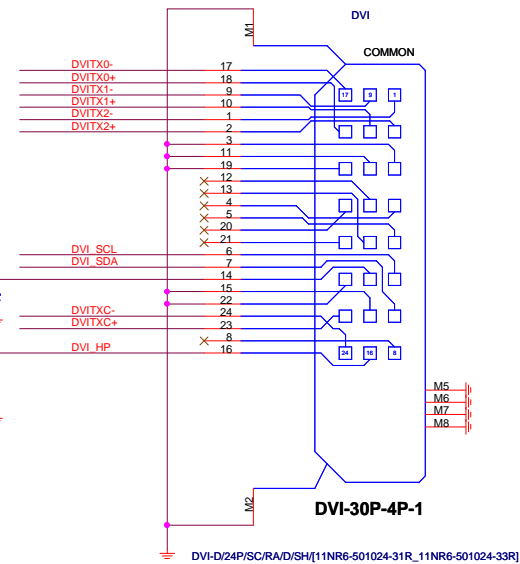 DVI
M1
COMMON
DVITX0- 17
DVITX0+ 18
DVITX1- 9
DVITX1+ 10
DVITX2- 1
DVITX2+ 2
3
11
19
12
13
4
5
20
21
DVI_SCL 6
DVI_SDA 7
14
15
22
DVITXC- 24
DVITXC+ 23
8
DVI_HP 16
17 9 1
24 16 8
M5
M6
M7
M8
M2
DVI-30P-4P-1
DVI-D/24P/SC/RA/D/SH/[11NR6-501024-31R_11NR6-501024-33R]